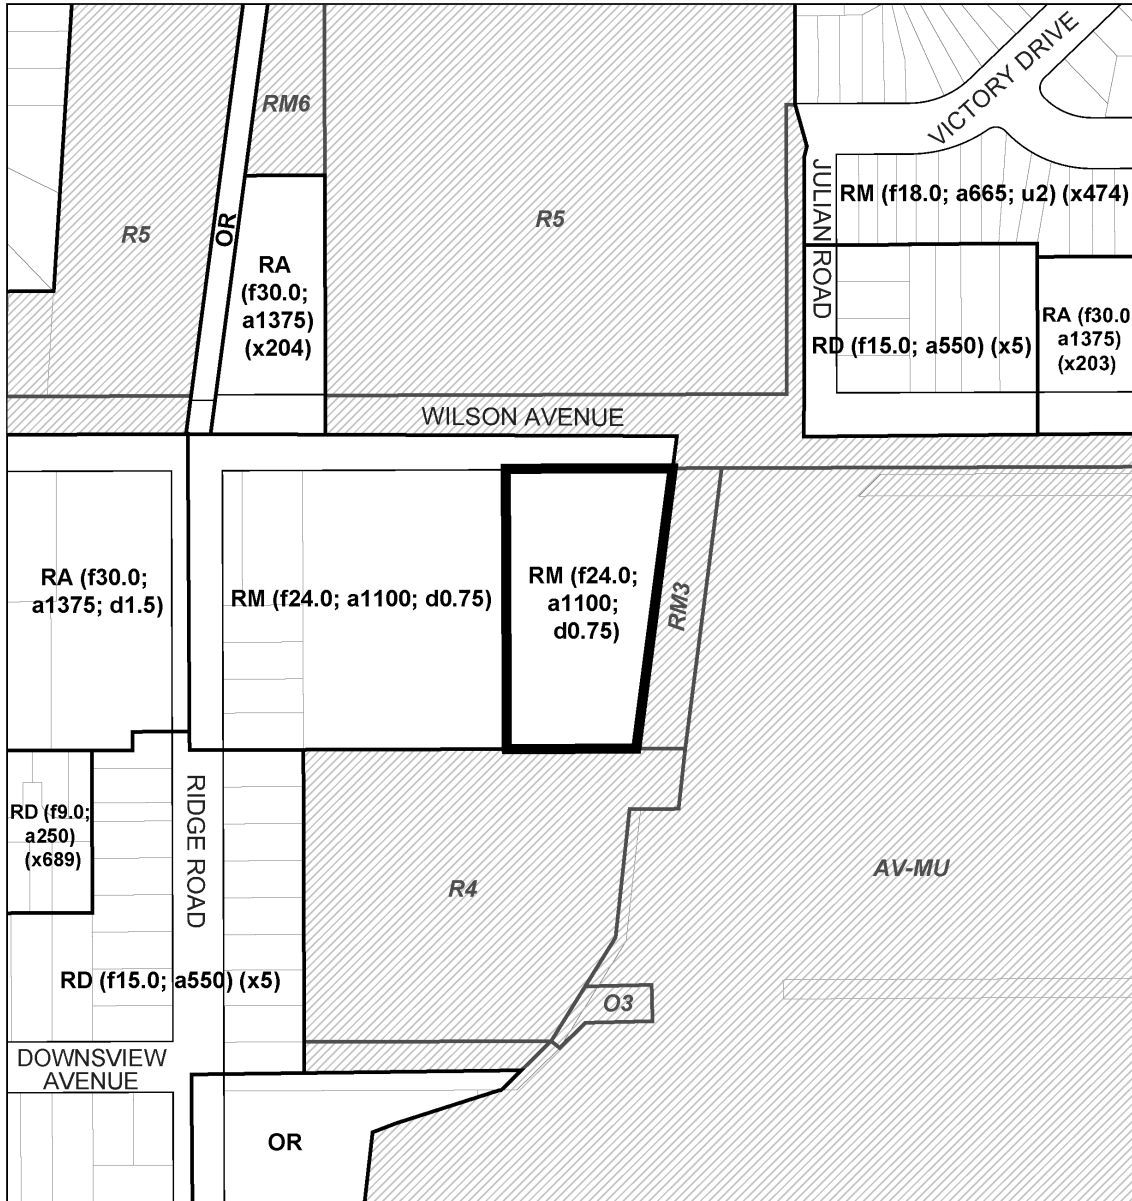 VICTORY DRIVE
RM6
JULIAN ROAD
RM (f18.0; a665; u2) (x474)
R5
OR
R5
RA
(f30.0;
a1375)
(x204)
RD (f15.0; a550) (x5)
RA (f30.0
a1375)
(x203)
WILSON AVENUE
RA (f30.0;
a1375; d1.5)
RM (f24.0; a1100; d0.75)
RM (f24.0;
a1100;
d0.75)
RM3
RD (f9.0;
a250)
(x689)
RIDGE ROAD
R4
AV-MU
RD (f15.0; a550) (x5)
O3
DOWNSVIEW
AVENUE
OR